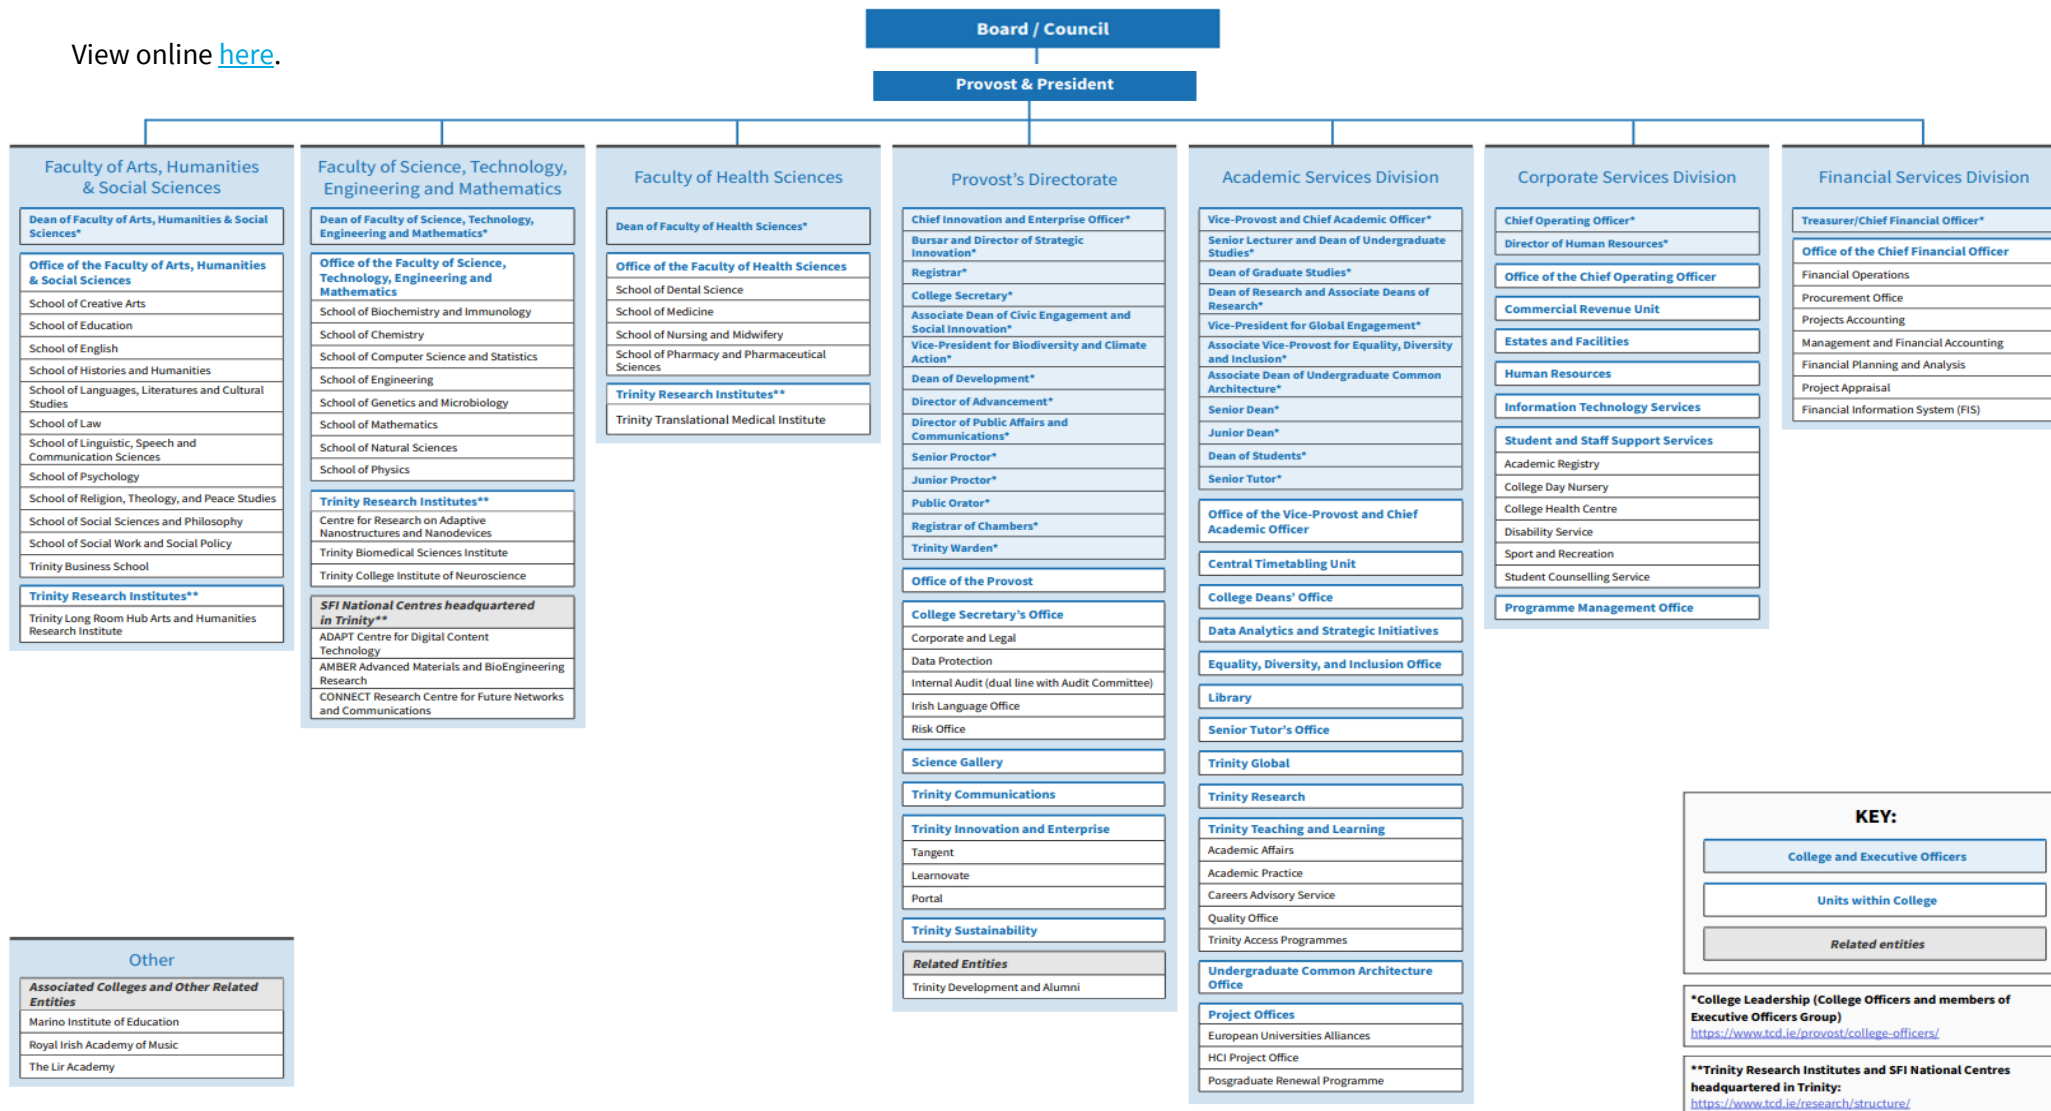 View online here.
Board / Council
Provost & President
Faculty of Arts, Humanities
& Social Sciences
Dean of Faculty of Arts, Humanities & Social
Sciences*
Office of the Faculty of Arts, Humanities
& Social Sciences
School of Creative Arts
School of Education
School of English
School of Histories and Humanities
School of Languages, Literatures and Cultural
Studies
School of Law
School of Linguistic, Speech and
Communication Sciences
School of Psychology
School of Religion, Theology, and Peace Studies
School of Social Sciences and Philosophy
School of Social Work and Social Policy
Trinity Business School
Trinity Research Institutes**
Trinity Long Room Hub Arts and Humanities
Research Institute
Faculty of Science, Technology,
Engineering and Mathematics
Dean of Faculty of Science, Technology,
Engineering and Mathematics*
Office of the Faculty of Science,
Technology, Engineering and
Mathematics
School of Biochemistry and Immunology
School of Chemistry
School of Computer Science and Statistics
School of Engineering
School of Genetics and Microbiology
School of Mathematics
School of Natural Sciences
School of Physics
Trinity Research Institutes**
Centre for Research on Adaptive
Nanostructures and Nanodevices
Trinity Biomedical Sciences Institute
Trinity College Institute of Neuroscience
SFI National Centres headquartered
in Trinity**
ADAPT Centre for Digital Content
Technology
AMBER Advanced Materials and BioEngineering
Research
CONNECT Research Centre for Future Networks
and Communications
Faculty of Health Sciences
Dean of Faculty of Health Sciences*
Office of the Faculty of Health Sciences
School of Dental Science
School of Medicine
School of Nursing and Midwifery
School of Pharmacy and Pharmaceutical
Sciences
Trinity Research Institutes**
Trinity Translational Medical Institute
Provost's Directorate
Chief Innovation and Enterprise Officer*
Bursar and Director of Strategic
Innovation*
Registrar*
College Secretary*
Associate Dean of Civic Engagement and
Social Innovation*
Vice-President for Biodiversity and Climate
Action*
Dean of Development*
Director of Advancement*
Director of Public Affairs and
Communications*
Senior Proctor*
Junior Proctor*
Public Orator*
Registrar of Chambers*
Trinity Warden*
Office of the Provost
College Secretary's Office
Corporate and Legal
Data Protection
Internal Audit (dual line with Audit Committee)
Irish Language Office
Risk Office
Science Gallery
Trinity Communications
Trinity Innovation and Enterprise
Tangent
Learnovate
Portal
Trinity Sustainability
Related Entities
Trinity Development and Alumni
Academic Services Division
Vice-Provost and Chief Academic Officer*
Senior Lecturer and Dean of Undergraduate
Studies*
Dean of Graduate Studies*
Dean of Research and Associate Deans of
Research*
Vice-President for Global Engagement*
Associate Vice-Provost for Equality, Diversity
and Inclusion*
Associate Dean of Undergraduate Common
Architecture*
Senior Dean*
Junior Dean*
Dean of Students*
Senior Tutor*
Office of the Vice-Provost and Chief
Academic Officer
Central Timetabling Unit
College Deans' Office
Data Analytics and Strategic Initiatives
Equality, Diversity, and Inclusion Office
Library
Senior Tutor's Office
Trinity Global
Trinity Research
Trinity Teaching and Learning
Academic Affairs
Academic Practice
Careers Advisory Service
Quality Office
Trinity Access Programmes
Undergraduate Common Architecture
Office
Project Offices
European Universities Alliances
HCI Project Office
Posgraduate Renewal Programme
Corporate Services Division
Chief Operating Officer*
Director of Human Resources*
Office of the Chief Operating Officer
Commercial Revenue Unit
Estates and Facilities
Human Resources
Information Technology Services
Student and Staff Support Services
Academic Registry
College Day Nursery
College Health Centre
Disability Service
Sport and Recreation
Student Counselling Service
Programme Management Office
Financial Services Division
Treasurer/Chief Financial Officer*
Office of the Chief Financial Officer
Financial Operations
Procurement Office
Projects Accounting
Management and Financial Accounting
Financial Planning and Analysis
Project Appraisal
Financial Information System (FIS)
Other
Associated Colleges and Other Related
Entities
Marino Institute of Education
Royal Irish Academy of Music
The Lir Academy
KEY:
College and Executive Officers
Units within College
Related entities
*College Leadership (College Officers and members of
Executive Officers Group)
https://www.tcd.ie/provost/college-officers/
**Trinity Research Institutes and SFI National Centres
headquartered in Trinity:
https://www.tcd.ie/research/structure/